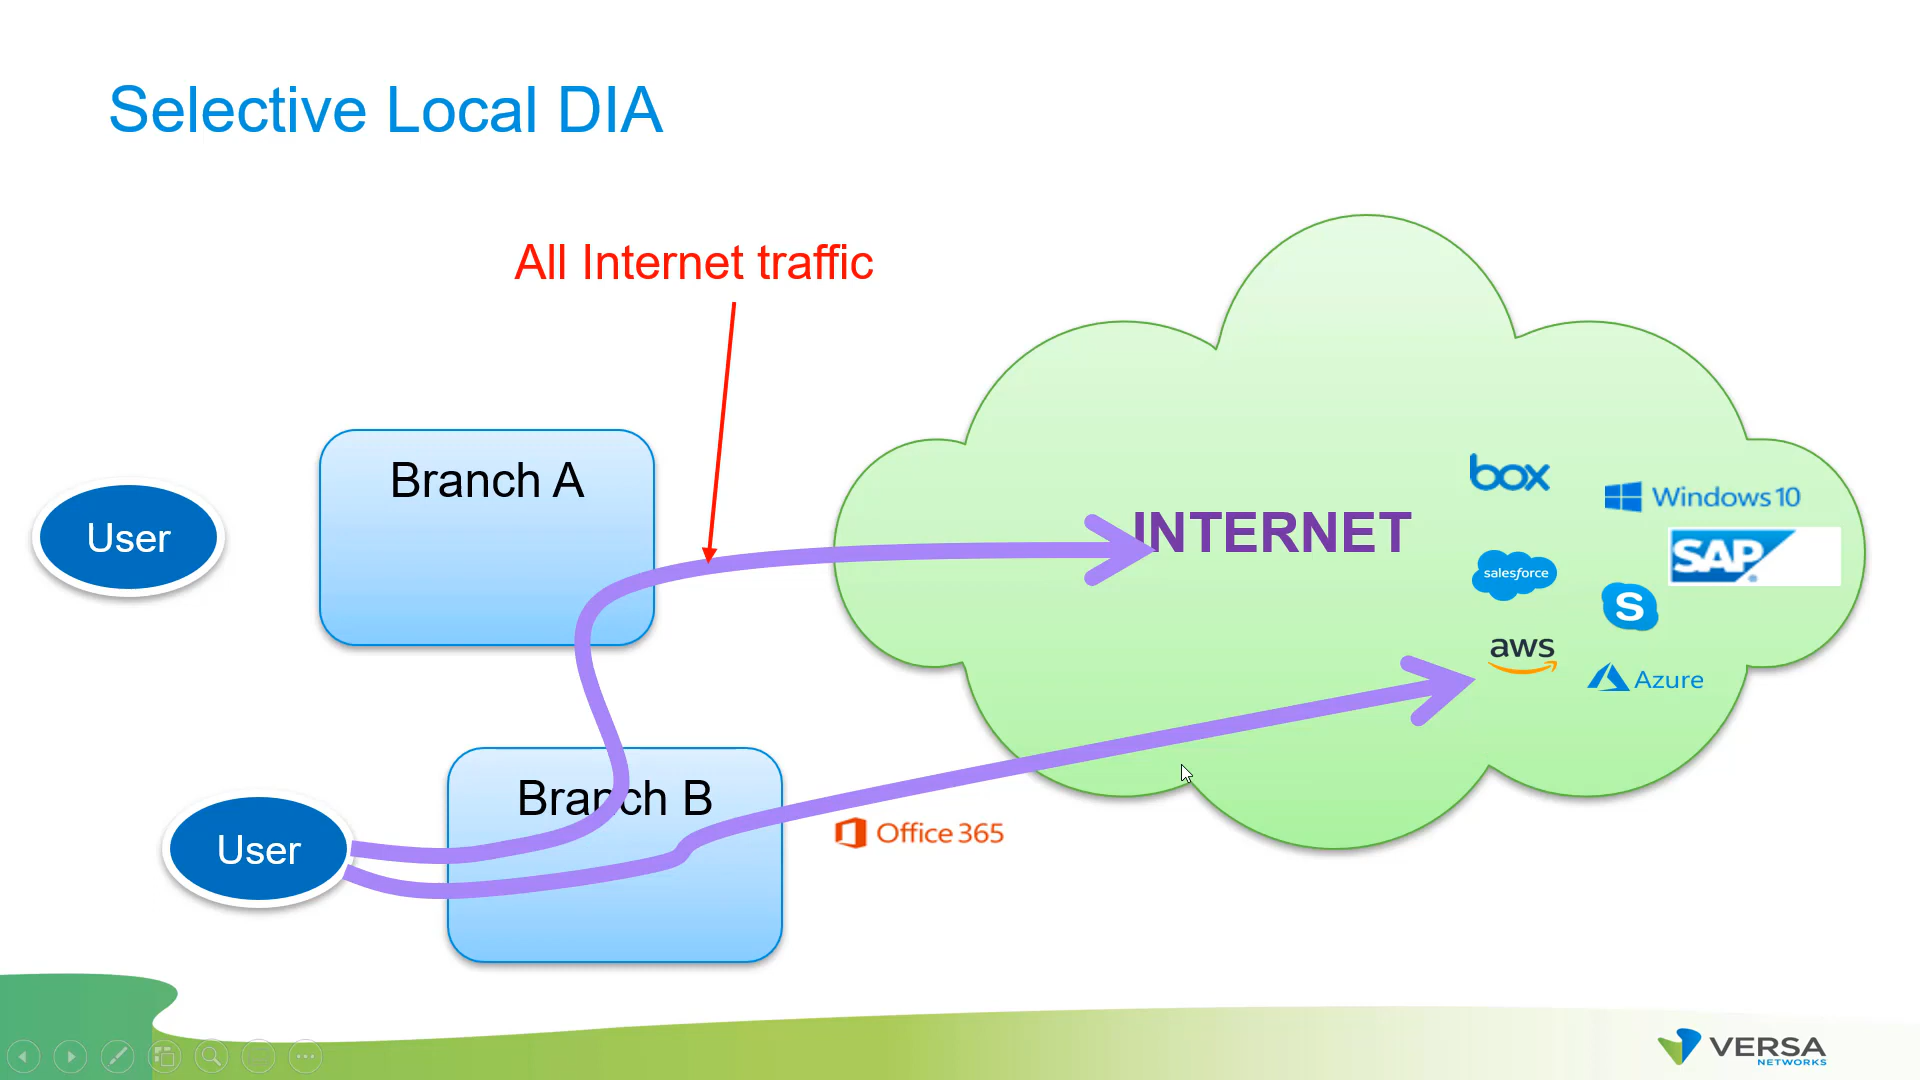 Selective Local DIA
All Internet traffic
Branch A
User
INTERNET
box
Windows 10
SAP
salesforce
S
aws
Azure
Branch B
User
Office 365
VERSA
NETWORKS